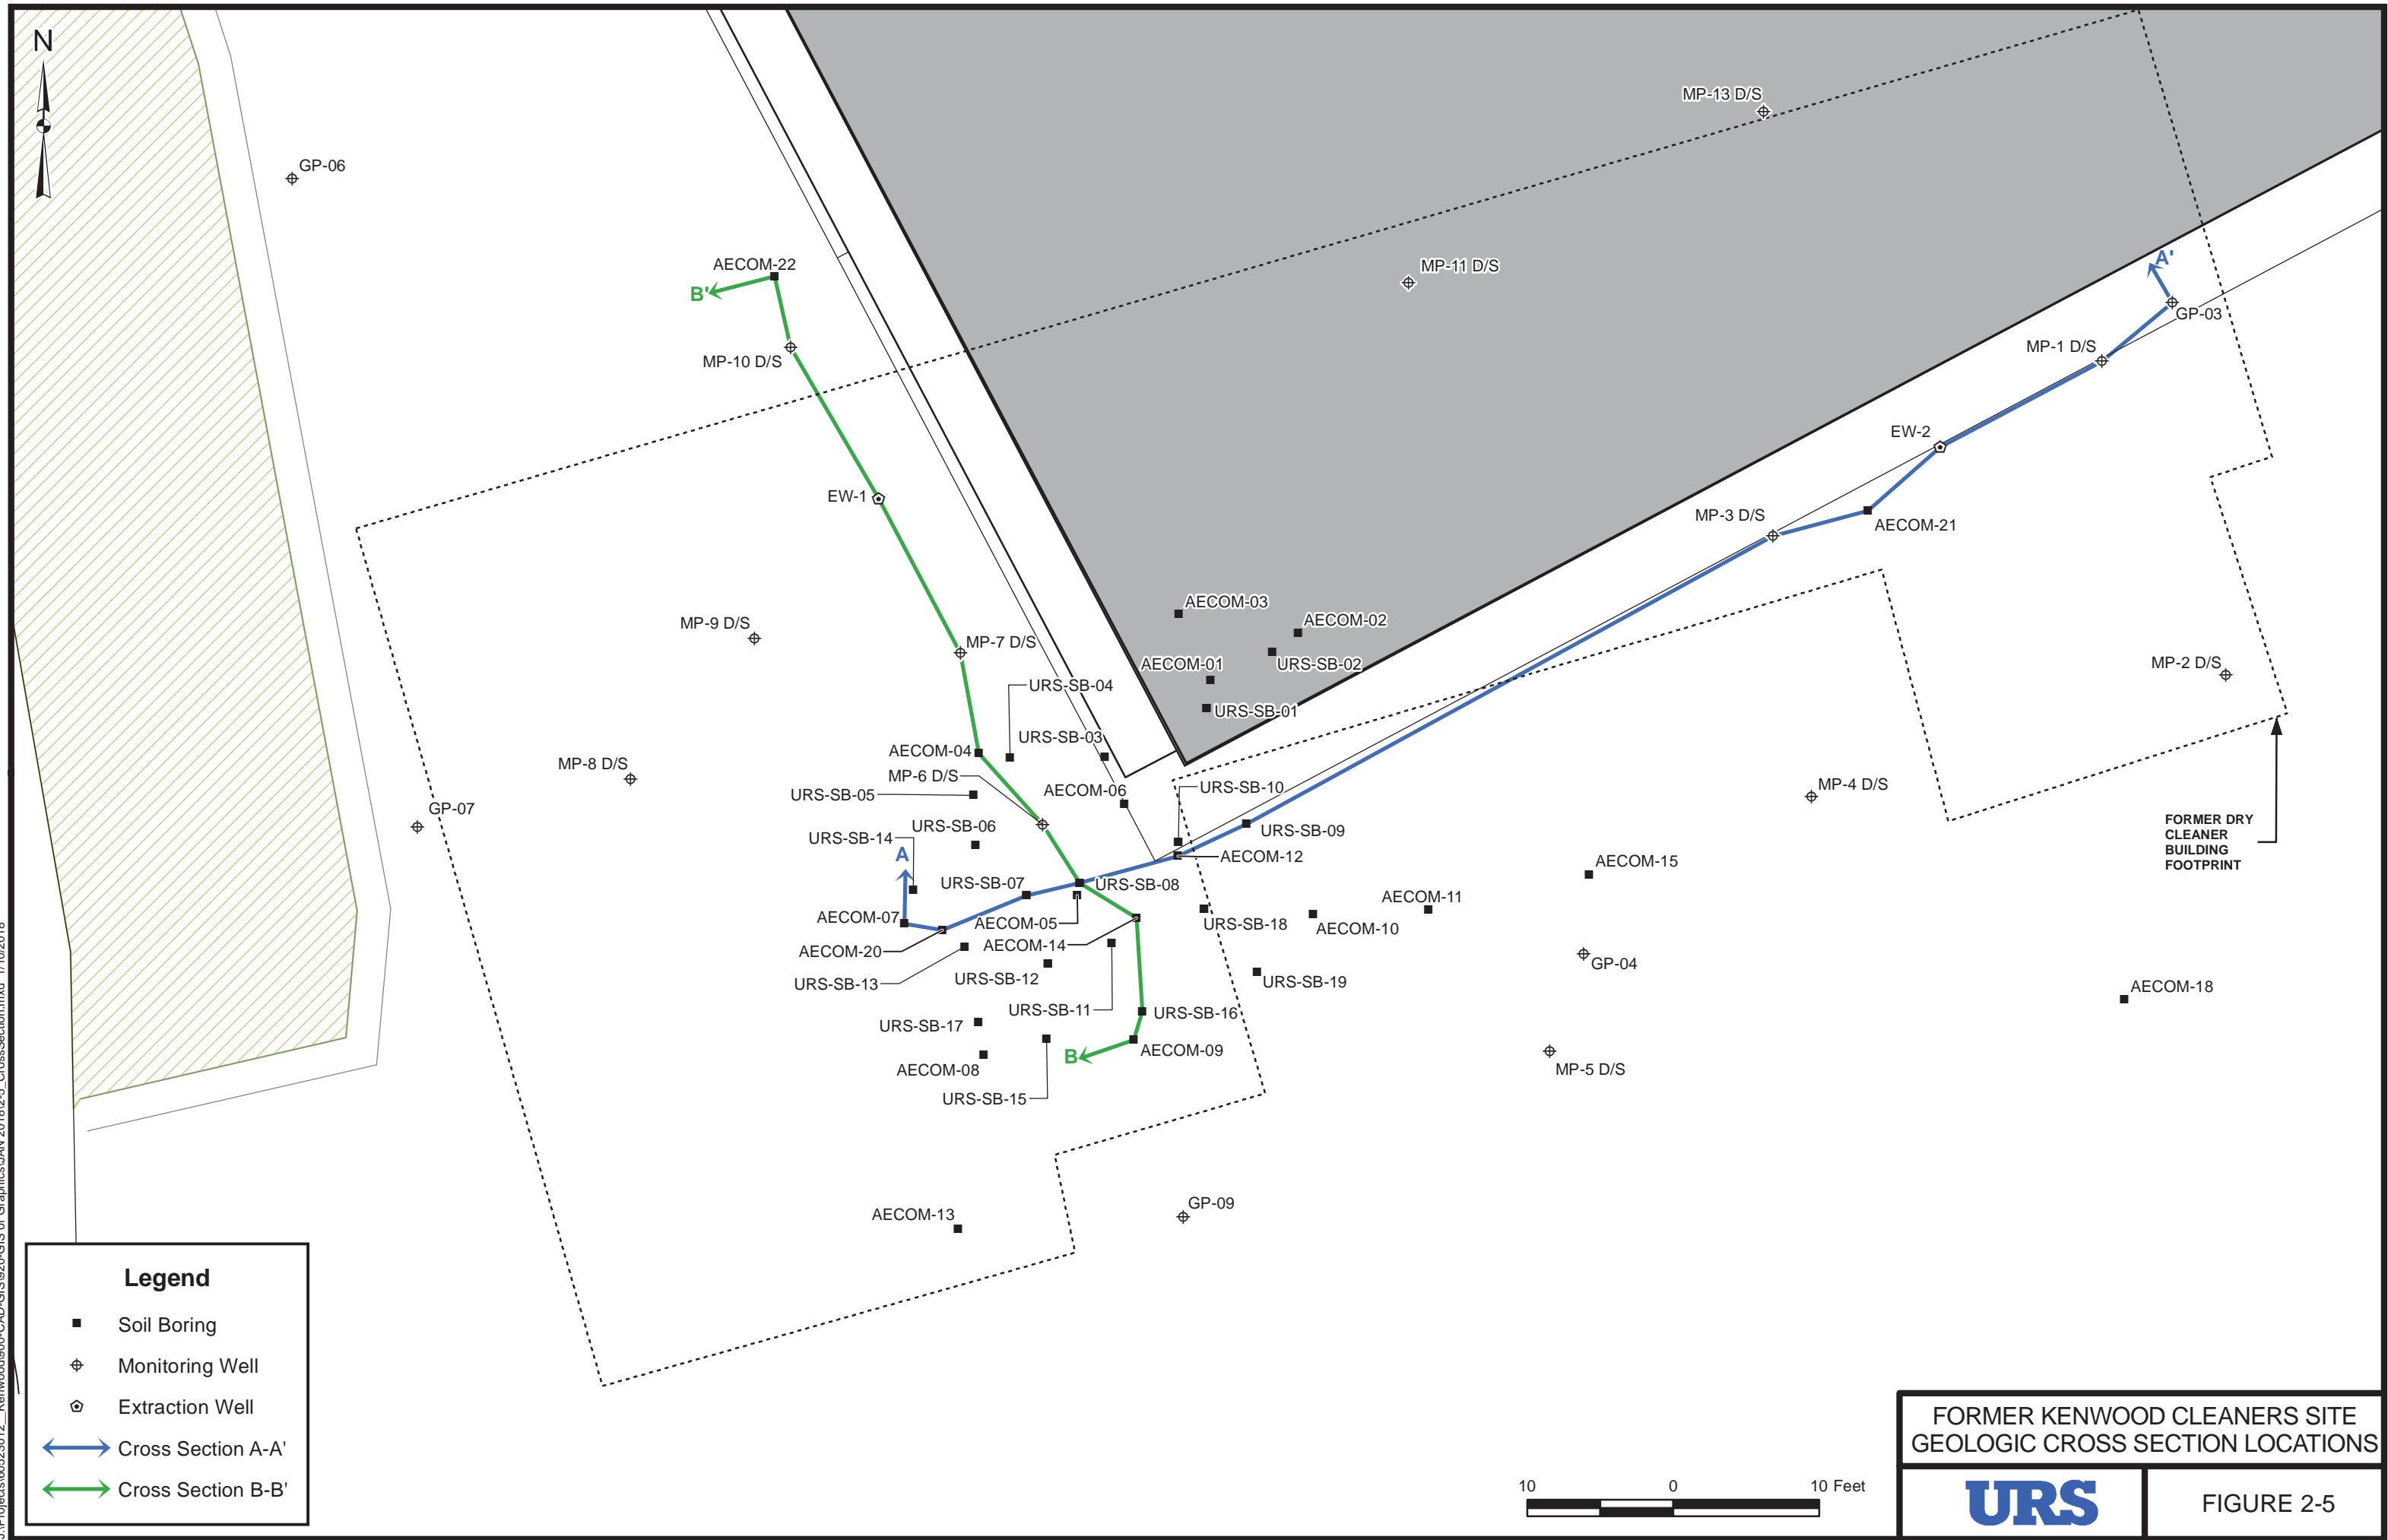 N
GP-06
MP-13 D/S
MP-11 D/S
AECOM-22
B'
MP-10 D/S
A'
GP-03
MP-1 D/S
EW-2
EW-1
MP-3 D/S
AECOM-21
AECOM-03
AECOM-02
MP-9 D/S
MP-7 D/S
AECOM-01
URS-SB-02
MP-2 D/S
URS-SB-04
URS-SB-01
URS-SB-03
AECOM-04
MP-8 D/S
MP-6 D/S
URS-SB-05
AECOM-06
URS-SB-10
MP-4 D/S
GP-07
URS-SB-14
URS-SB-06
URS-SB-09
FORMER DRY
CLEANER
BUILDING
FOOTPRINT
A
AECOM-12
AECOM-15
URS-SB-07
URS-SB-08
AECOM-11
AECOM-07
AECOM-05
URS-SB-18
AECOM-10
AECOM-20
AECOM-14
GP-04
URS-SB-13
URS-SB-12
URS-SB-19
AECOM-18
URS-SB-11
URS-SB-16
URS-SB-17
B
AECOM-09
AECOM-08
MP-5 D/S
URS-SB-15
AECOM-13
GP-09
Legend
Soil Boring
Monitoring Well
Extraction Well
Cross Section A-A'
Cross Section B-B'
10 0 10 Feet
FORMER KENWOOD CLEANERS SITE
GEOLOGIC CROSS SECTION LOCATIONS
URS
FIGURE 2-5